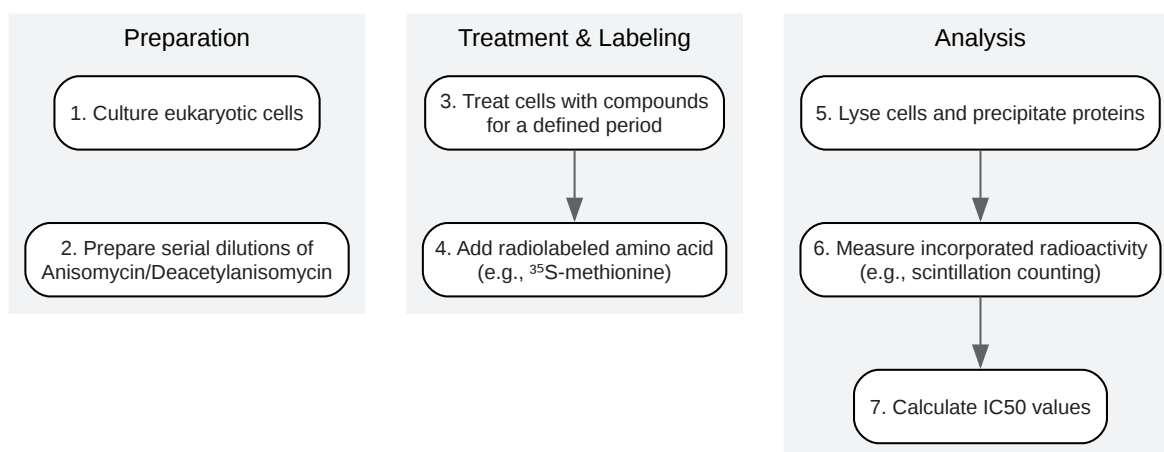 Preparation
1. Culture eukaryotic cells
2. Prepare serial dilutions of
Anisomycin/Deacetylanisomycin
Treatment & Labeling
3. Treat cells with compounds
for a defined period
4. Add radiolabeled amino acid
(e.g., ³⁵S-methionine)
Analysis
5. Lyse cells and precipitate proteins
6. Measure incorporated radioactivity
(e.g., scintillation counting)
7. Calculate IC50 values